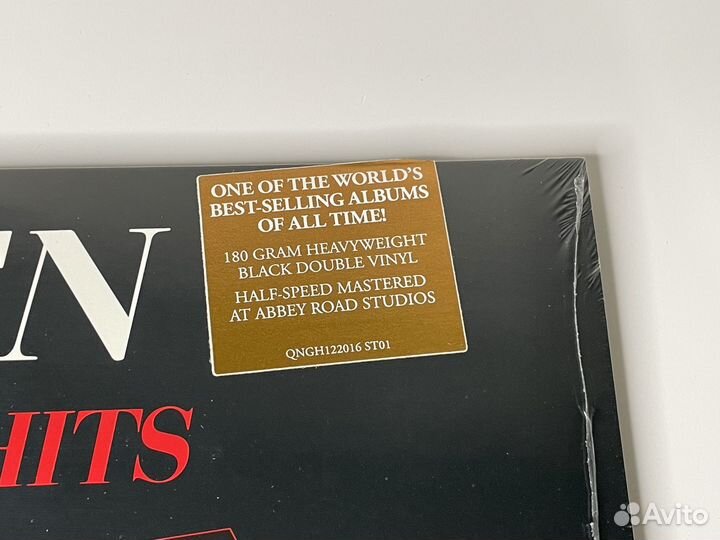 ONE OF THE WORLD'S
BEST-SELLING ALBUMS
OF ALL TIME!
180 GRAM HEAVYWEIGHT
BLACK DOUBLE VINYL
HALF-SPEED MASTERED
AT ABBEY ROAD STUDIOS
QNGH122016 ST01
EN
HITS
Avito